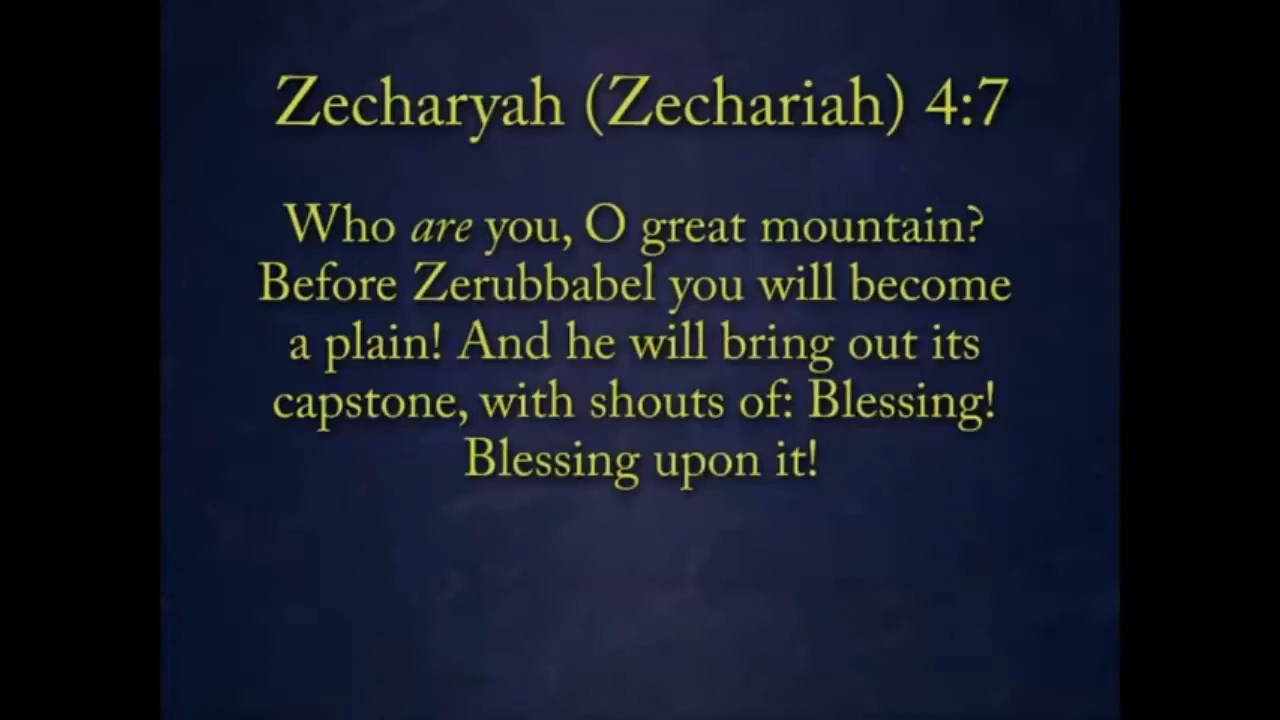 Zecharyah (Zechariah) 4:7
Who are you, O great mountain?
Before Zerubbabel you will become
a plain! And he will bring out its
capstone, with shouts of: Blessing!
Blessing upon it!